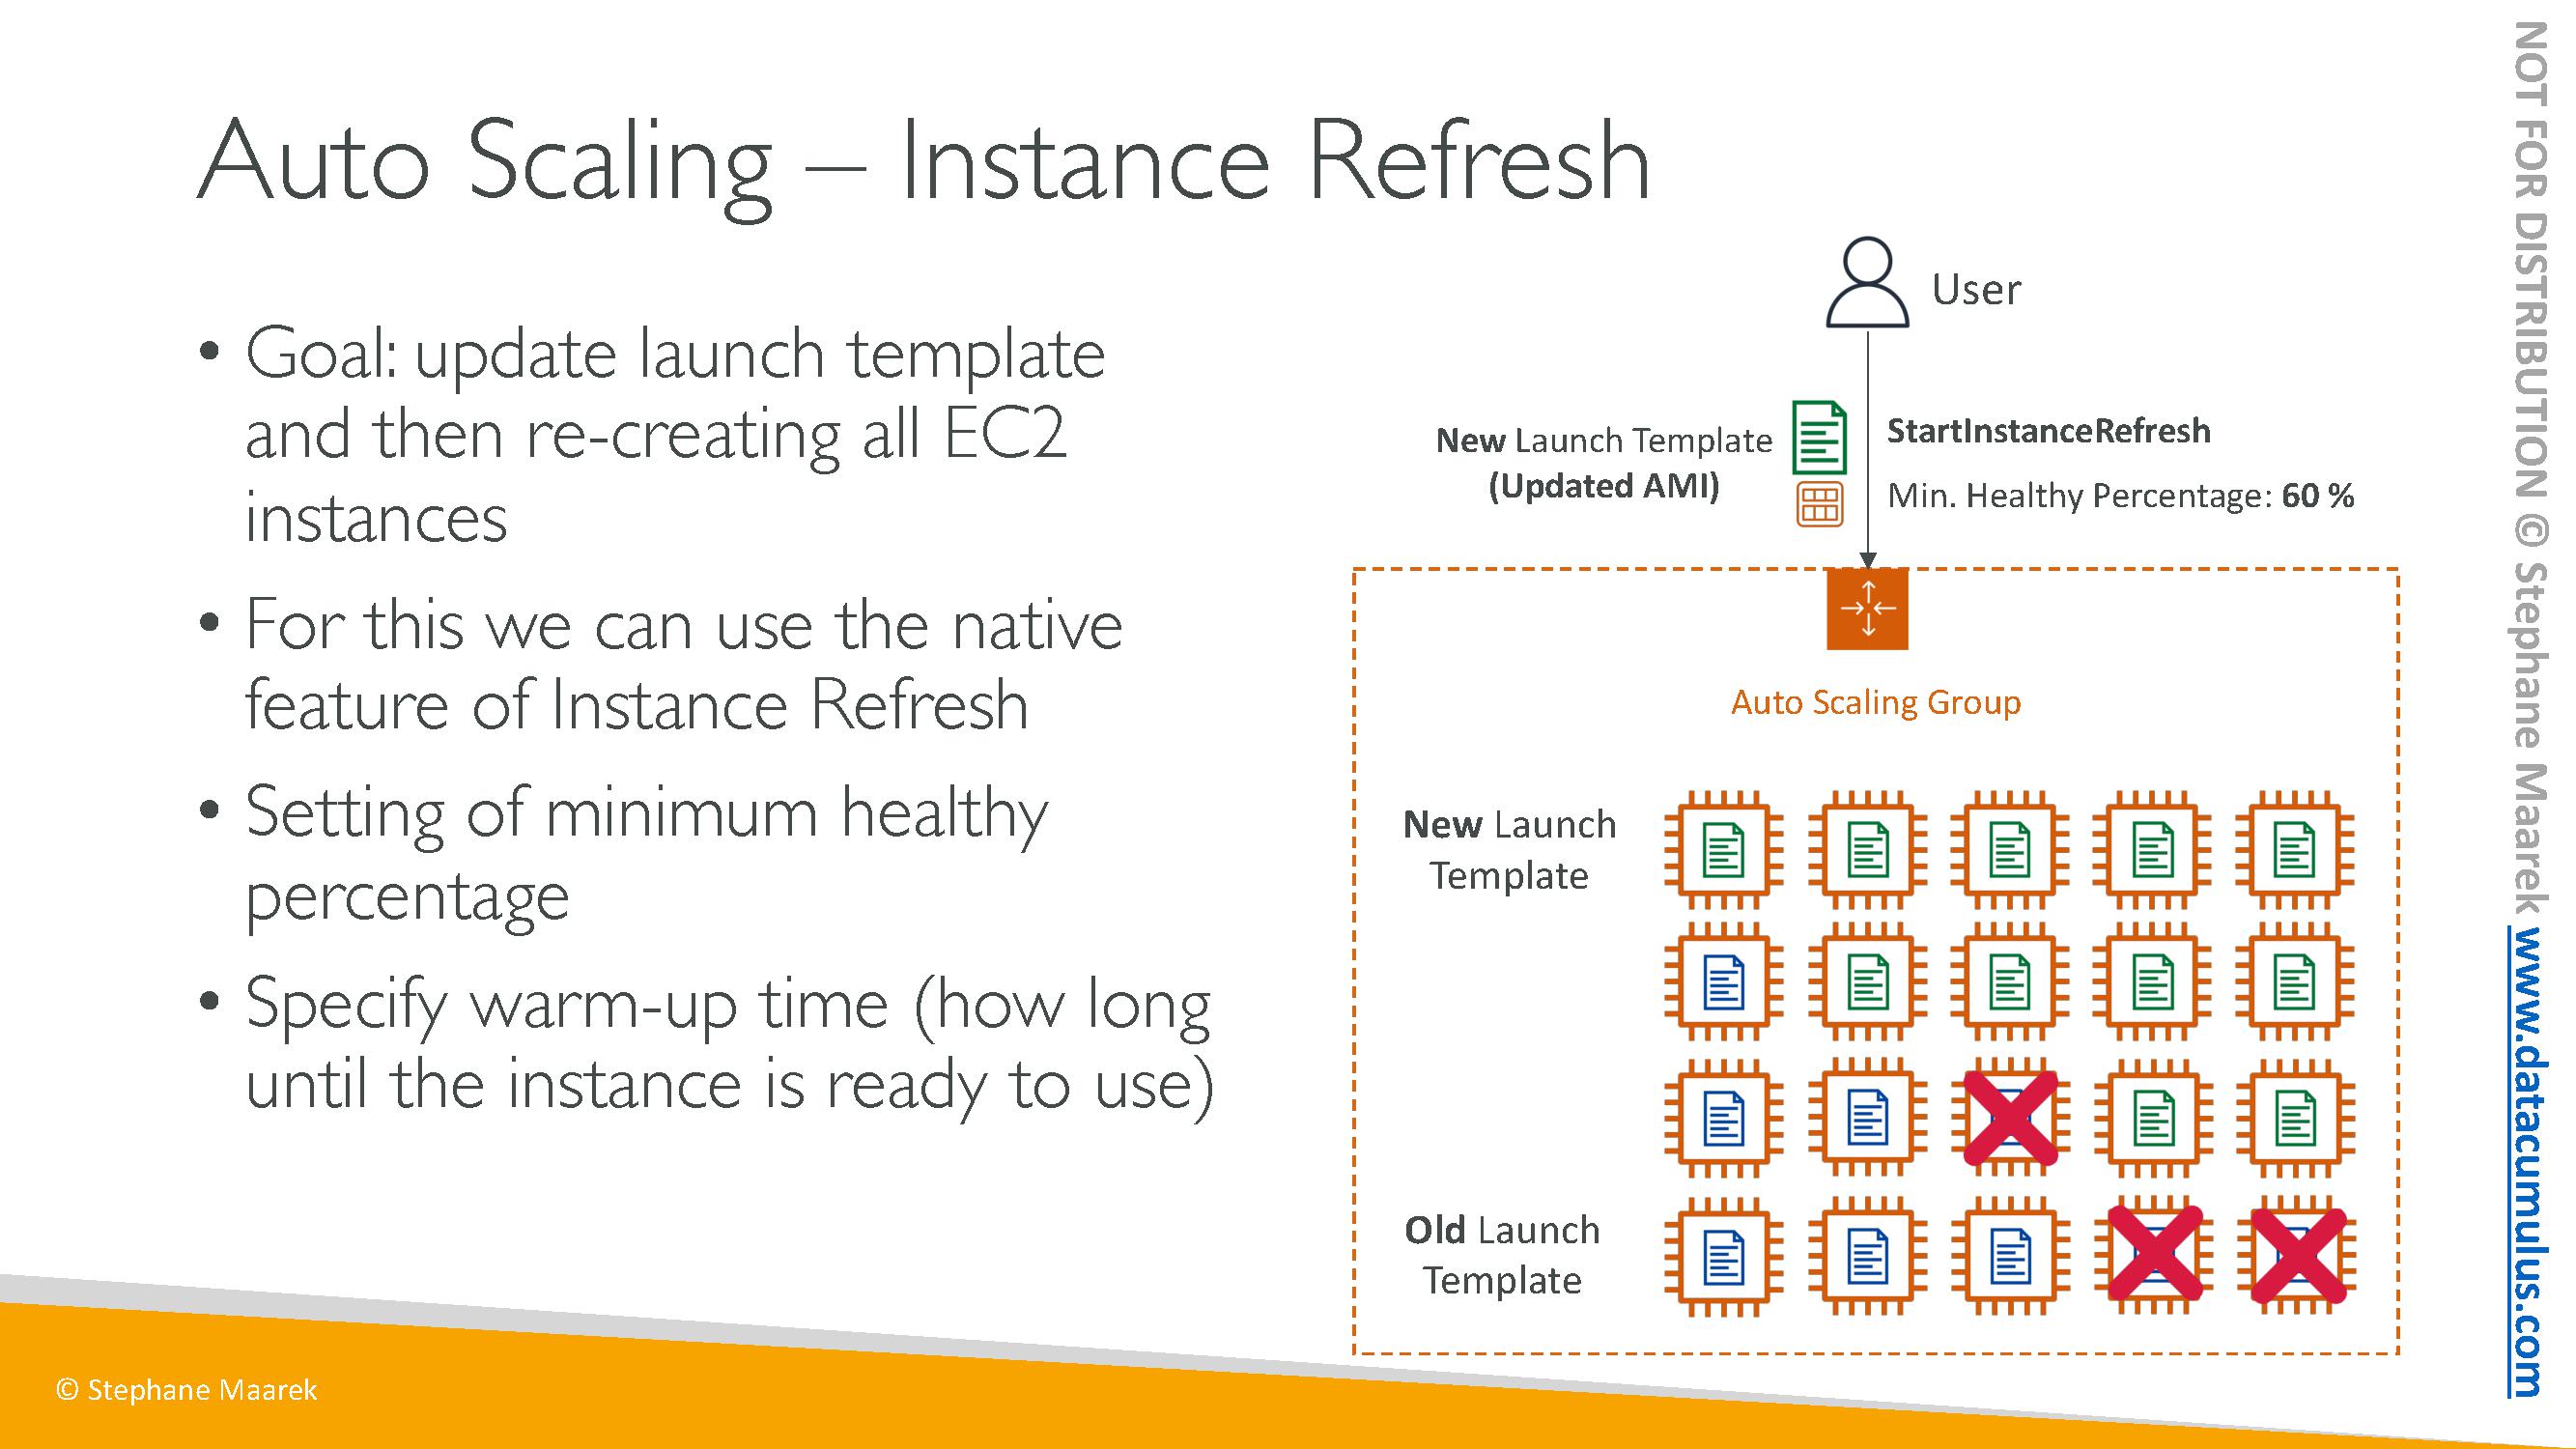 Auto Scaling – Instance Refresh
• Goal: update launch template
and then re-creating all EC2
instances
• For this we can use the native
feature of Instance Refresh
• Setting of minimum healthy
percentage
• Specify warm-up time (how long
until the instance is ready to use)
User
New Launch Template
(Updated AMI)
StartInstanceRefresh
Min. Healthy Percentage: 60 %
Auto Scaling Group
New Launch
Template
Old Launch
Template
© Stephane Maarek
NOT FOR DISTRIBUTION © Stephane Maarek www.datacumulus.com